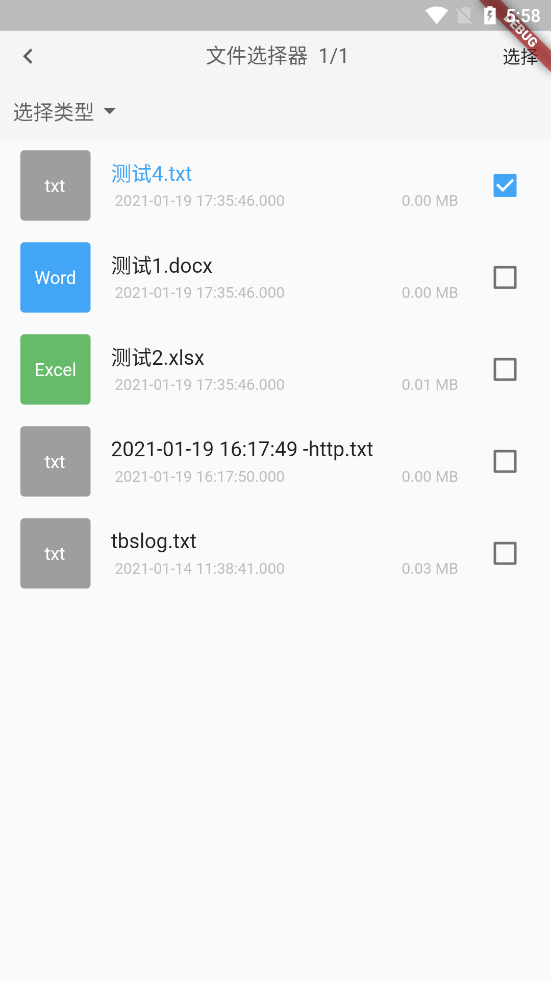 5:58
DEBUG
文件选择器 1/1
选择
选择类型
txt
测试4.txt
2021-01-19 17:35:46.000
0.00 MB
Word
测试1.docx
2021-01-19 17:35:46.000
0.00 MB
Excel
测试2.xlsx
2021-01-19 17:35:46.000
0.01 MB
txt
2021-01-19 16:17:49 -http.txt
2021-01-19 16:17:50.000
0.00 MB
txt
tbslog.txt
2021-01-14 11:38:41.000
0.03 MB